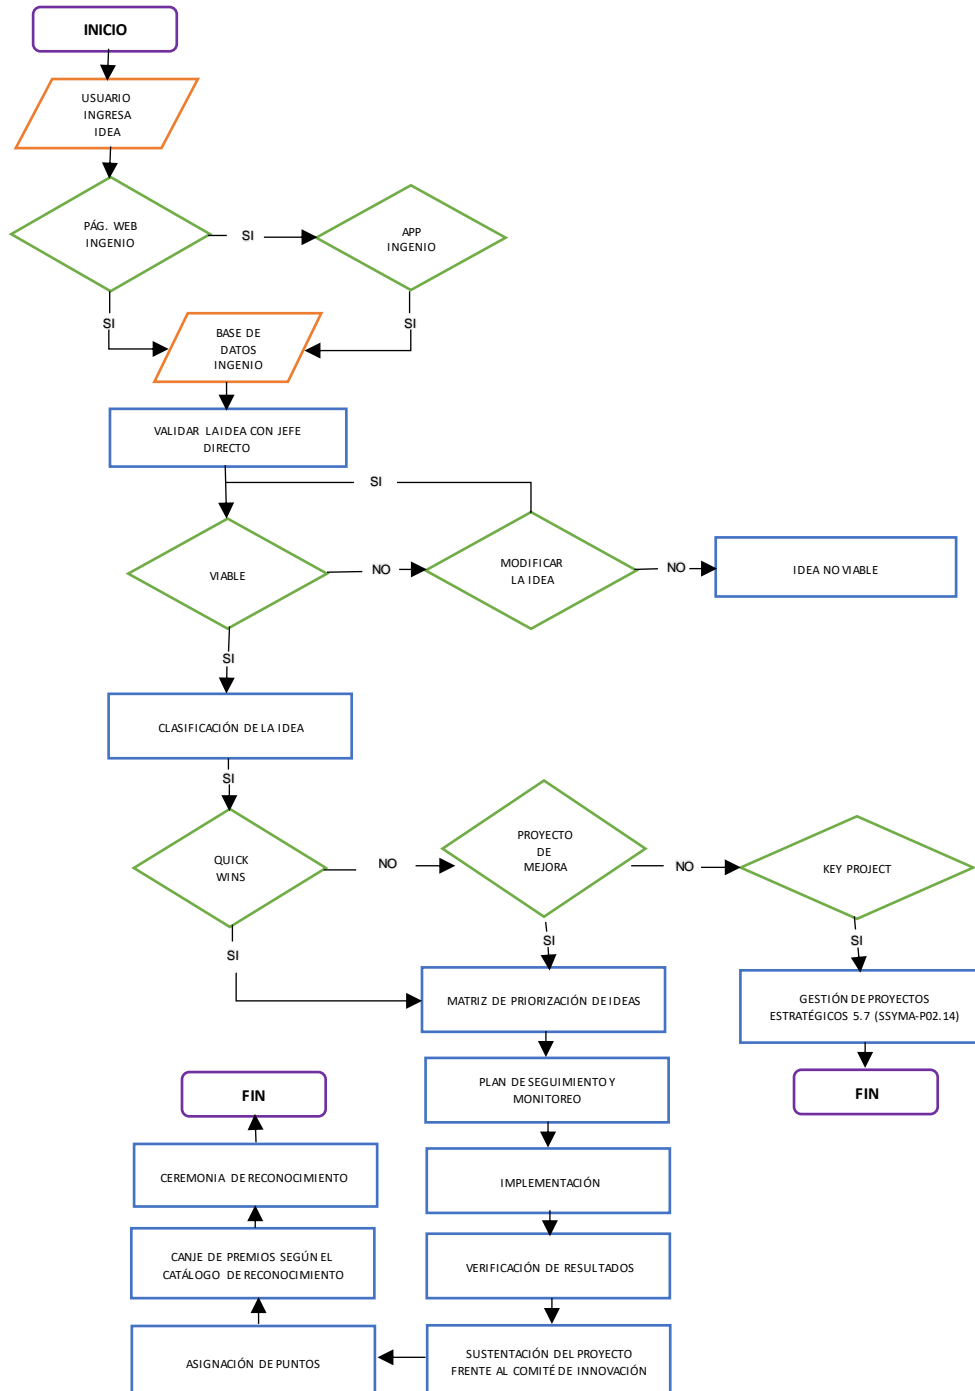 INICIO
USUARIO
INGRESA
IDEA
PÁG. WEB
INGENIO
SI
APP
INGENIO
SI
SI
BASE DE
DATOS
INGENIO
VALIDAR LA IDEA CON JEFE
DIRECTO
SI
VIABLE
NO
MODIFICAR
LA IDEA
NO
IDEA NO VIABLE
SI
CLASIFICACIÓN DE LA IDEA
SI
QUICK
WINS
NO
PROYECTO
DE
MEJORA
NO
KEY PROJECT
SI
SI
SI
MATRIZ DE PRIORIZACIÓN DE IDEAS
GESTIÓN DE PROYECTOS
ESTRATÉGICOS 5.7 (SSYMA-P02.14)
PLAN DE SEGUIMIENTO Y
MONITOREO
FIN
FIN
CEREMONIA DE RECONOCIMIENTO
IMPLEMENTACIÓN
CANJE DE PREMIOS SEGÚN EL
CATÁLOGO DE RECONOCIMIENTO
VERIFICACIÓN DE RESULTADOS
ASIGNACIÓN DE PUNTOS
SUSTENTACIÓN DEL PROYECTO
FRENTE AL COMITÉ DE INNOVACIÓN